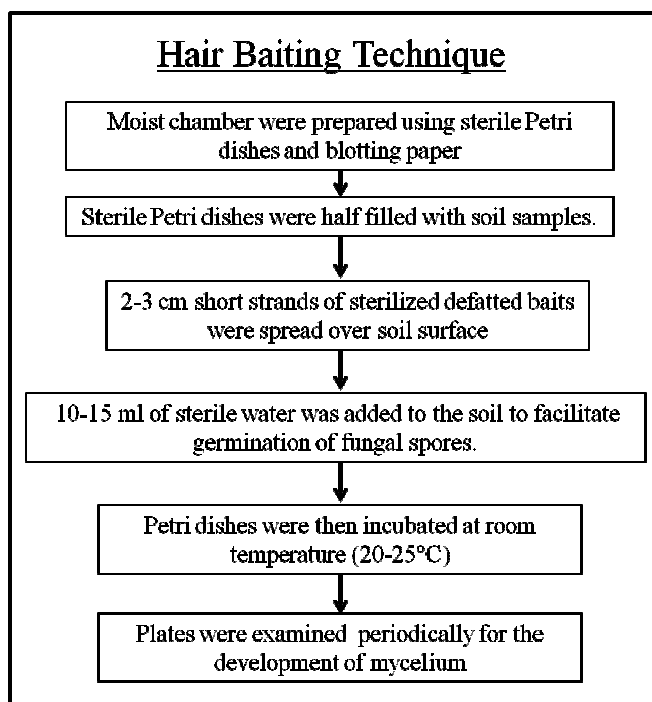 Hair Baiting Technique
Moist chamber were prepared using sterile Petri
dishes and blotting paper
Sterile Petri dishes were half filled with soil samples.
2-3 cm short strands of sterilized defatted baits
were spread over soil surface
10-15 ml of sterile water was added to the soil to facilitate
germination of fungal spores.
Petri dishes were then incubated at room
temperature (20-25°C)
Plates were examined periodically for the
development of mycelium